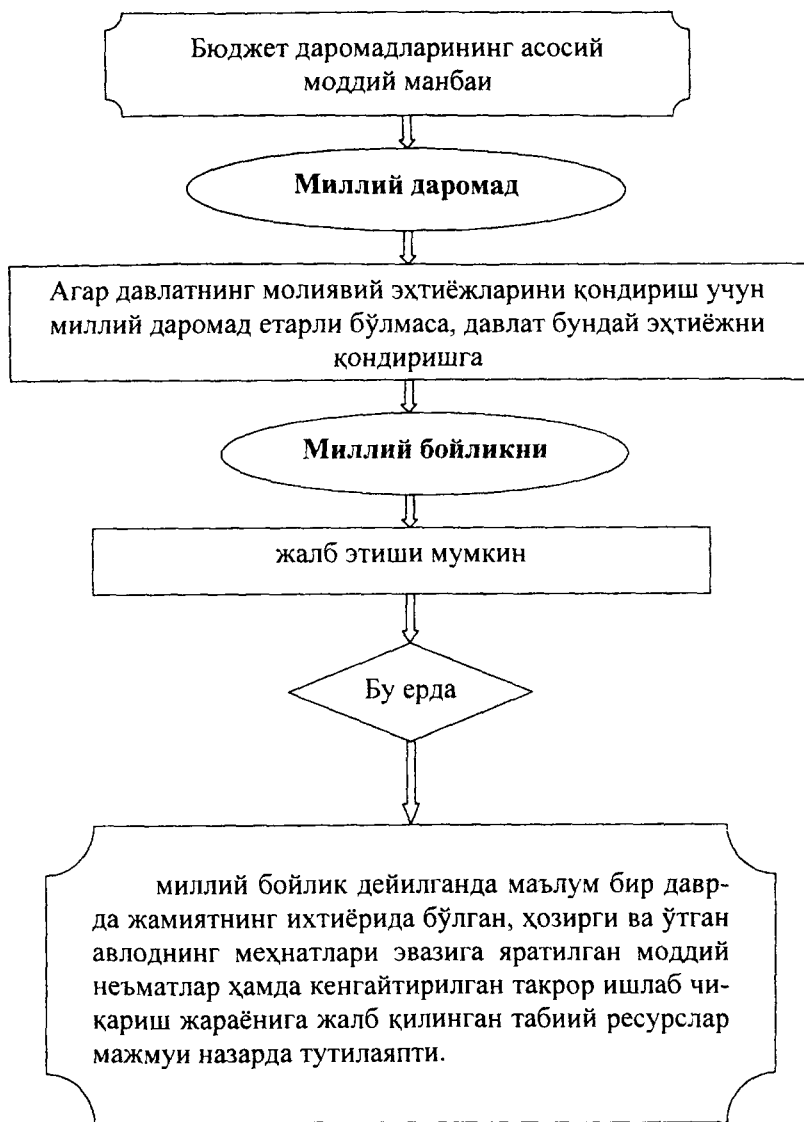 Бюджет даромадларининг асосий
моддий манбаи
Миллий даромад
Агар давлатнинг молиявий эҳтиёжларини қондириш учун
миллий даромад етарли бўлмаса, давлат бундай эҳтиёжни
қондиришга
Миллий бойликни
жалб этиши мумкин
Бу ерда
миллий бойлик дейилганда маълум бир давр-
да жамиятнинг ихтиёрида бўлган, ҳозирги ва ўтган
авлоднинг меҳнатлари эвазига яратилган моддий
неъматлар ҳамда кенгайтирилган такрор ишлаб чи-
қариш жараёнига жалб қилинган табиий ресурслар
мажмуи назарда тутилаяпти.